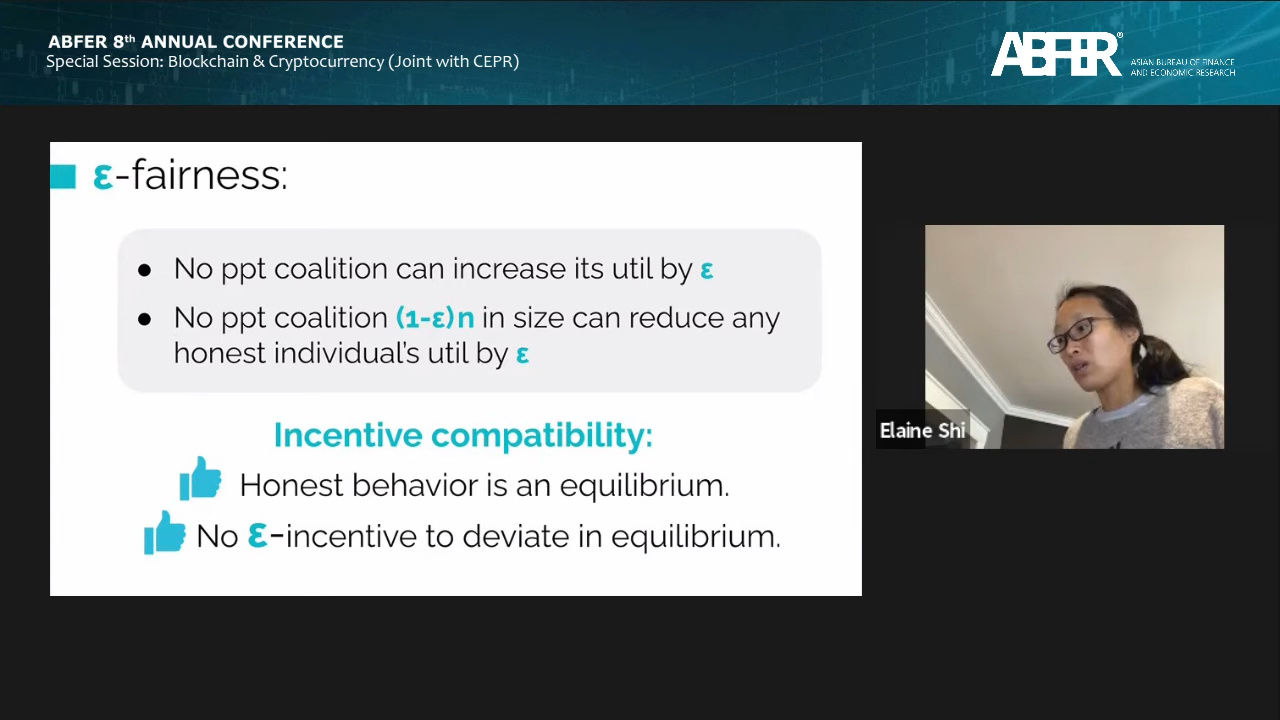 ABFER 8th ANNUAL CONFERENCE
Special Session: Blockchain & Cryptocurrency (Joint with CEPR)
ABFER®
ASIAN BUREAU OF FINANCE
AND ECONOMIC RESEARCH
ε-fairness:
● No ppt coalition can increase its util by ε
● No ppt coalition (1-ε)n in size can reduce any
honest individual's util by ε
Incentive compatibility:
Honest behavior is an equilibrium.
No ε-incentive to deviate in equilibrium.
Elaine Shi